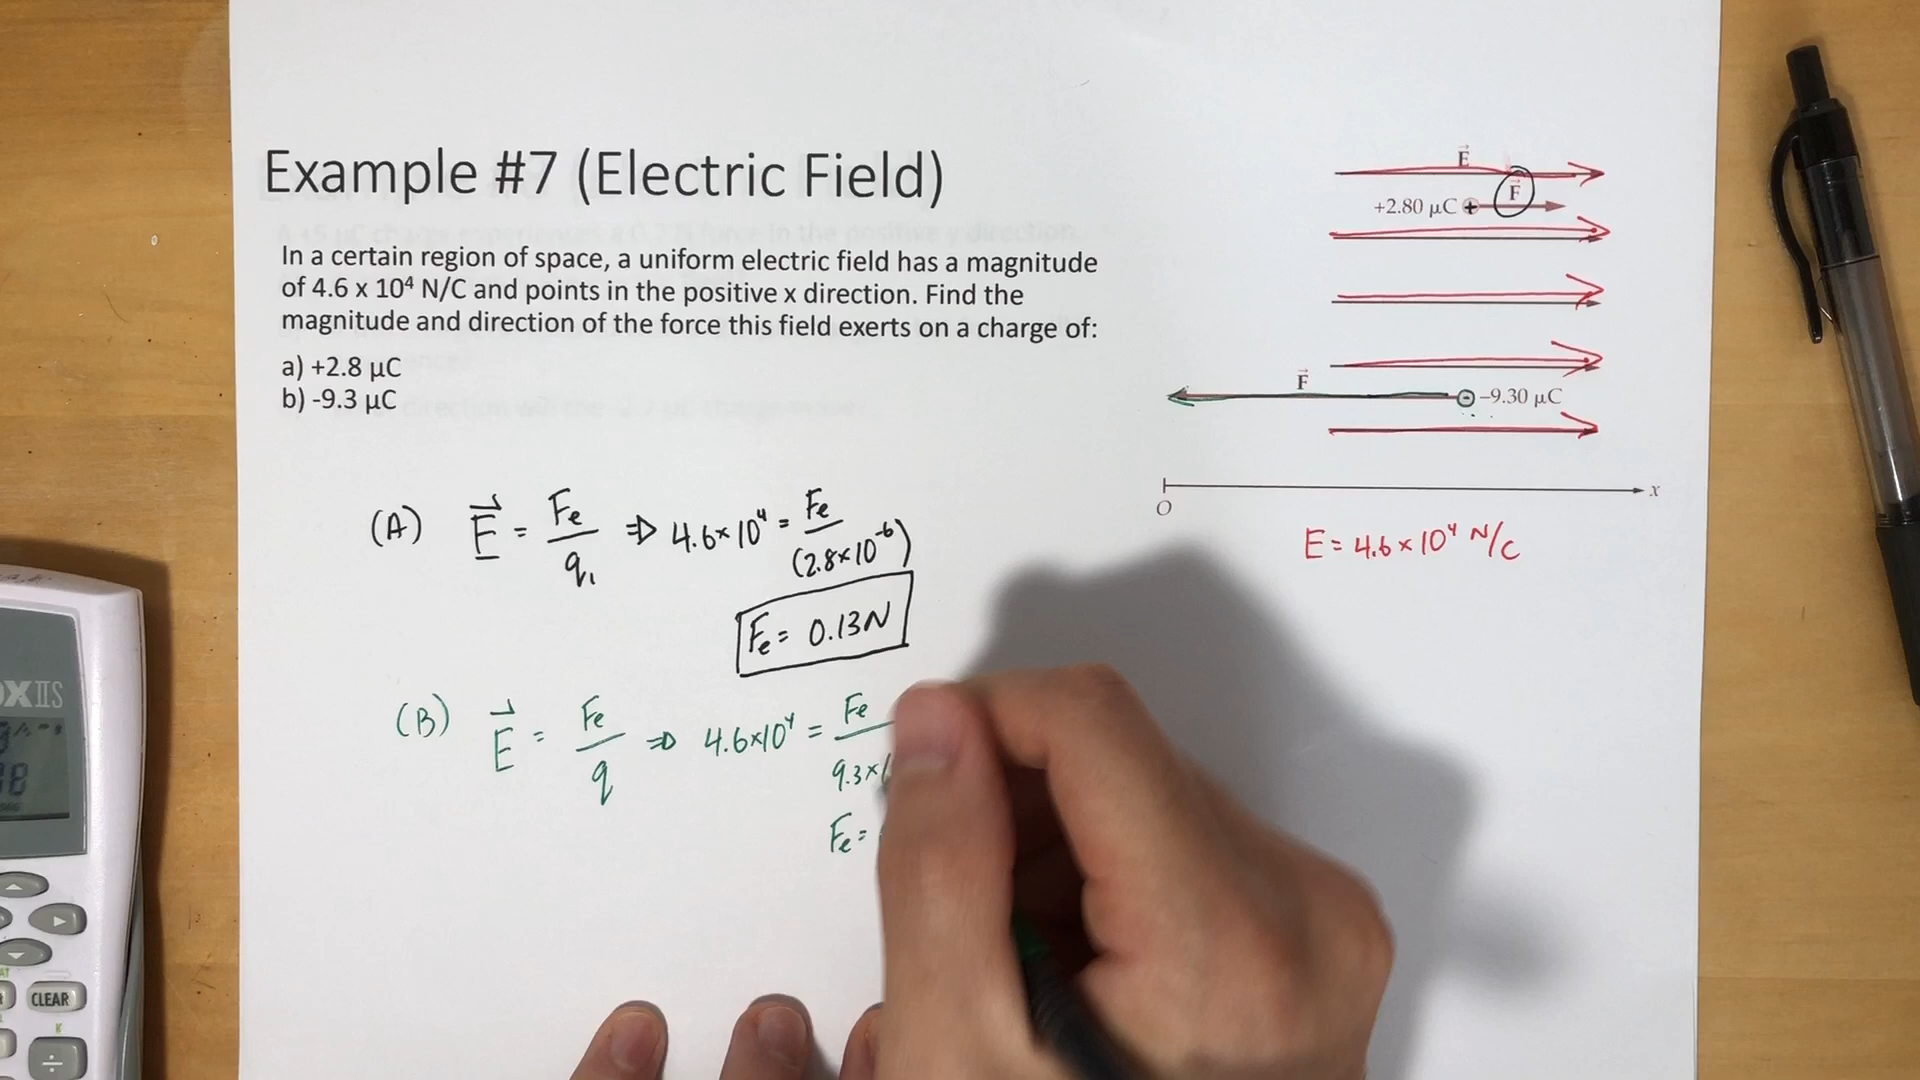 Example #7 (Electric Field)
In a certain region of space, a uniform electric field has a magnitude
of 4.6 x 10⁴ N/C and points in the positive x direction. Find the
magnitude and direction of the force this field exerts on a charge of:
a) +2.8 µC
b) -9.3 µC
E
F
+2.80 µC +
F
−9.30 µC
O
x
E = 4.6 × 10⁴ N/C
(A) E = Fe / q₁ ⇒ 4.6×10⁴ = Fe / (2.8×10⁻⁶)
Fe = 0.13N
(B) E = Fe / q ⇒ 4.6×10⁴ = Fe / 9.3×
Fe =
XIIS
CLEAR
÷